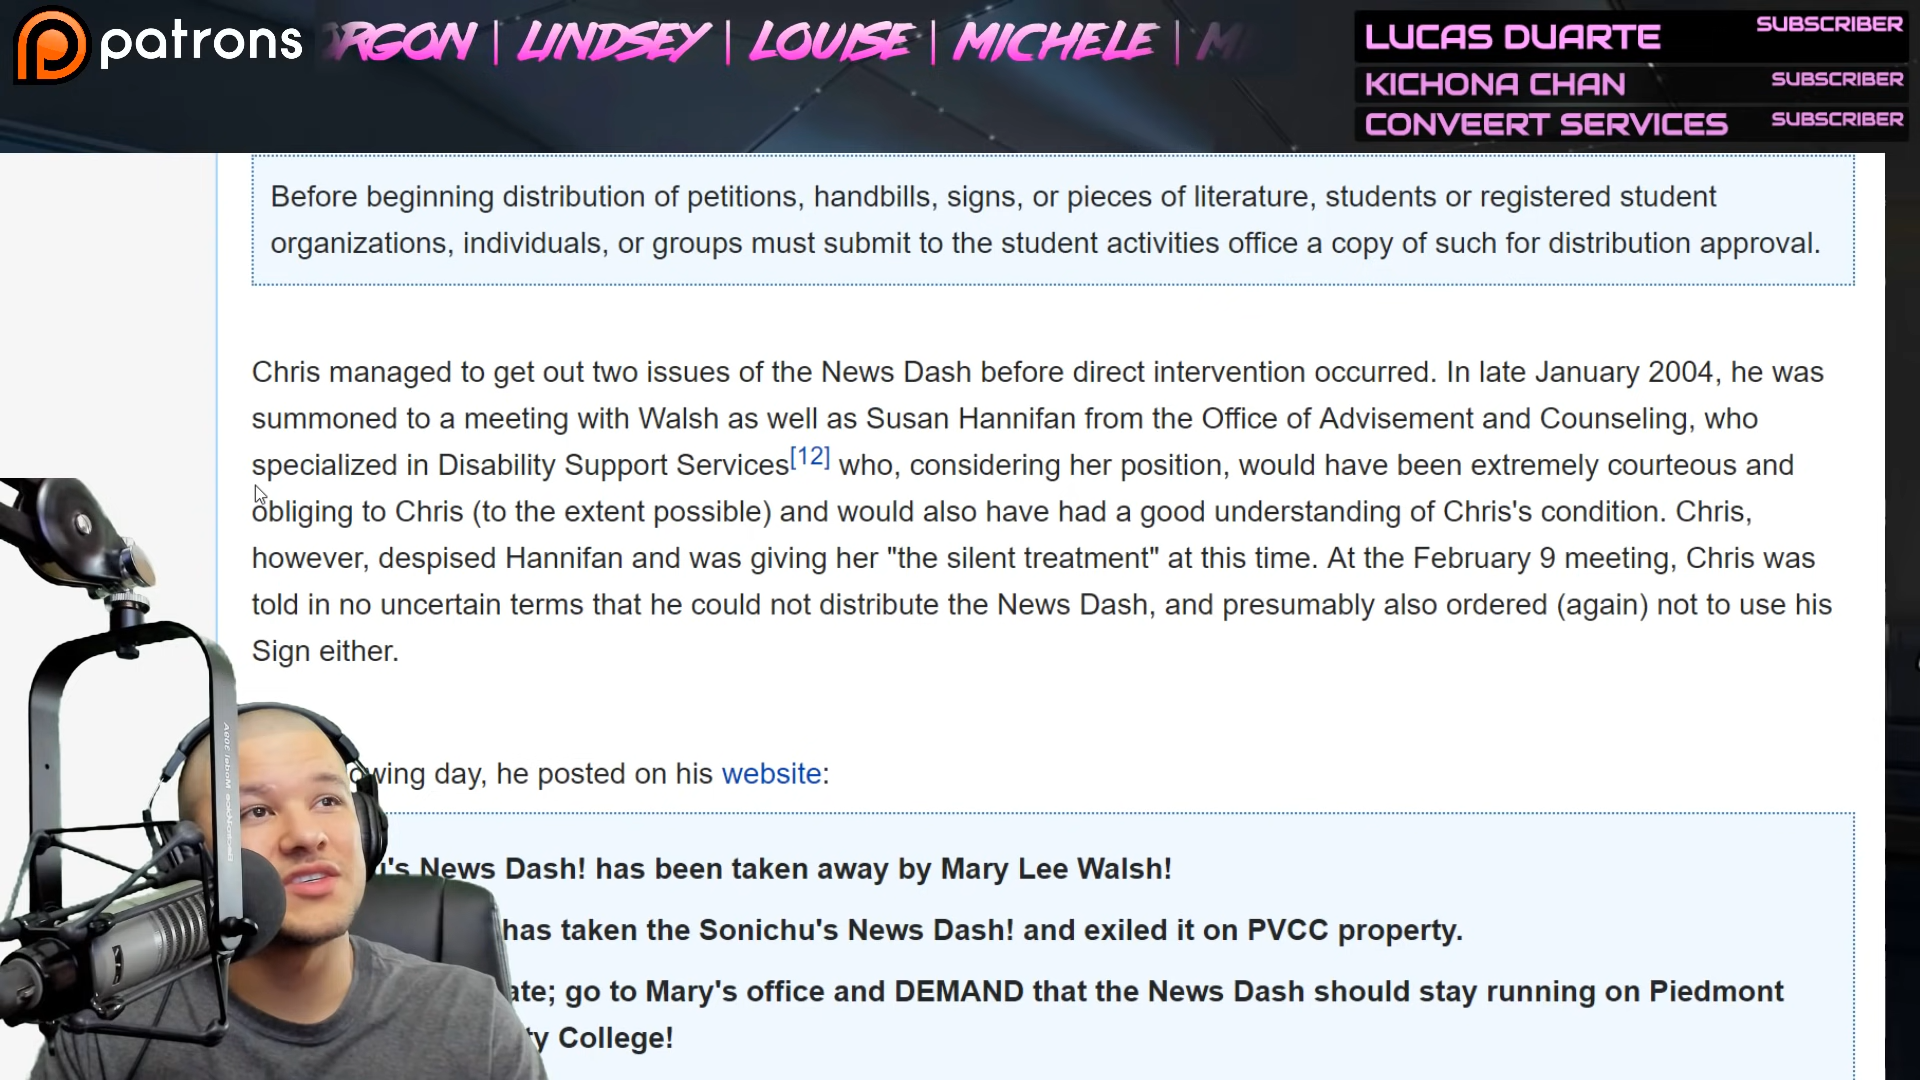 patrons
RGON | LINDSEY | LOUISE | MICHELE |
LUCAS DUARTE SUBSCRIBER
KICHONA CHAN SUBSCRIBER
CONVEERT SERVICES SUBSCRIBER
Before beginning distribution of petitions, handbills, signs, or pieces of literature, students or registered student
organizations, individuals, or groups must submit to the student activities office a copy of such for distribution approval.
Chris managed to get out two issues of the News Dash before direct intervention occurred. In late January 2004, he was
summoned to a meeting with Walsh as well as Susan Hannifan from the Office of Advisement and Counseling, who
specialized in Disability Support Services[12] who, considering her position, would have been extremely courteous and
obliging to Chris (to the extent possible) and would also have had a good understanding of Chris's condition. Chris,
however, despised Hannifan and was giving her "the silent treatment" at this time. At the February 9 meeting, Chris was
told in no uncertain terms that he could not distribute the News Dash, and presumably also ordered (again) not to use his
Sign either.
owing day, he posted on his website:
's News Dash! has been taken away by Mary Lee Walsh!
has taken the Sonichu's News Dash! and exiled it on PVCC property.
ate; go to Mary's office and DEMAND that the News Dash should stay running on Piedmont
y College!